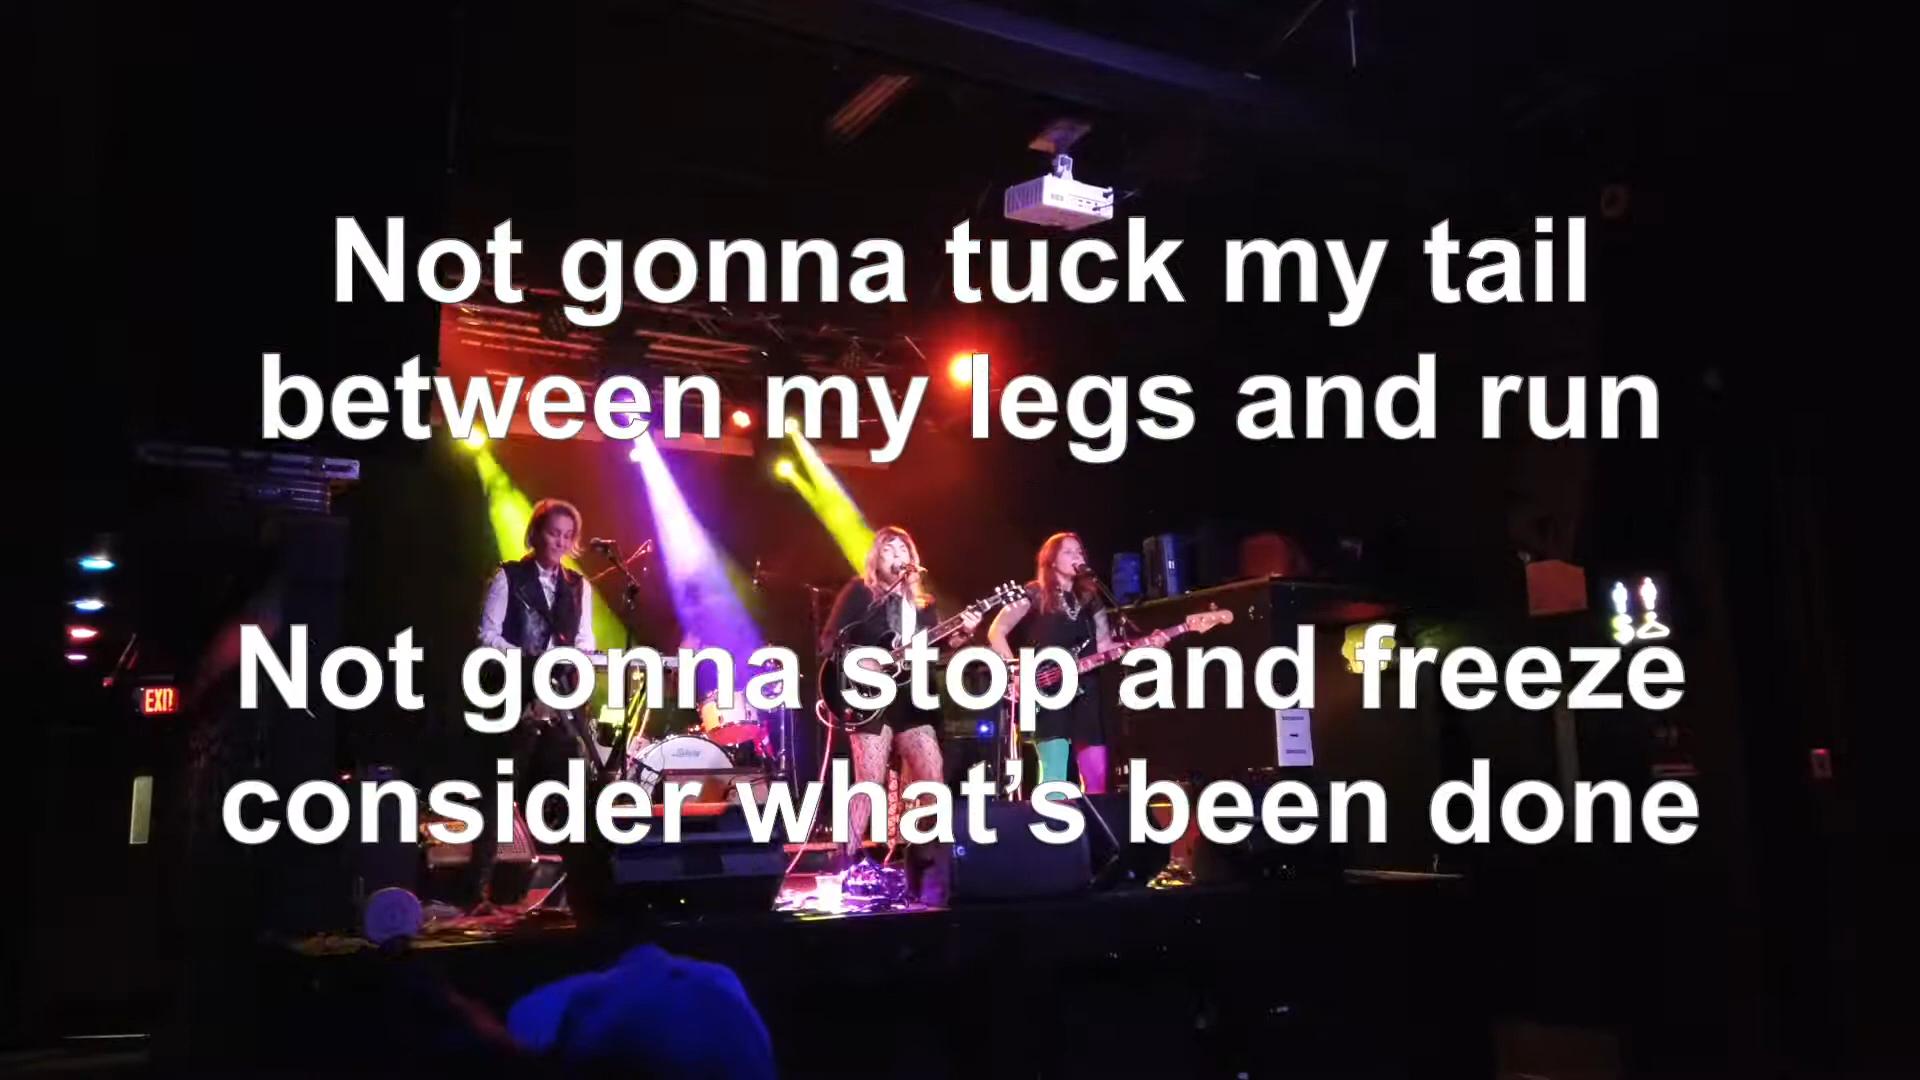 Not gonna tuck my tail
between my legs and run
Not gonna stop and freeze
consider what's been done
EXIT